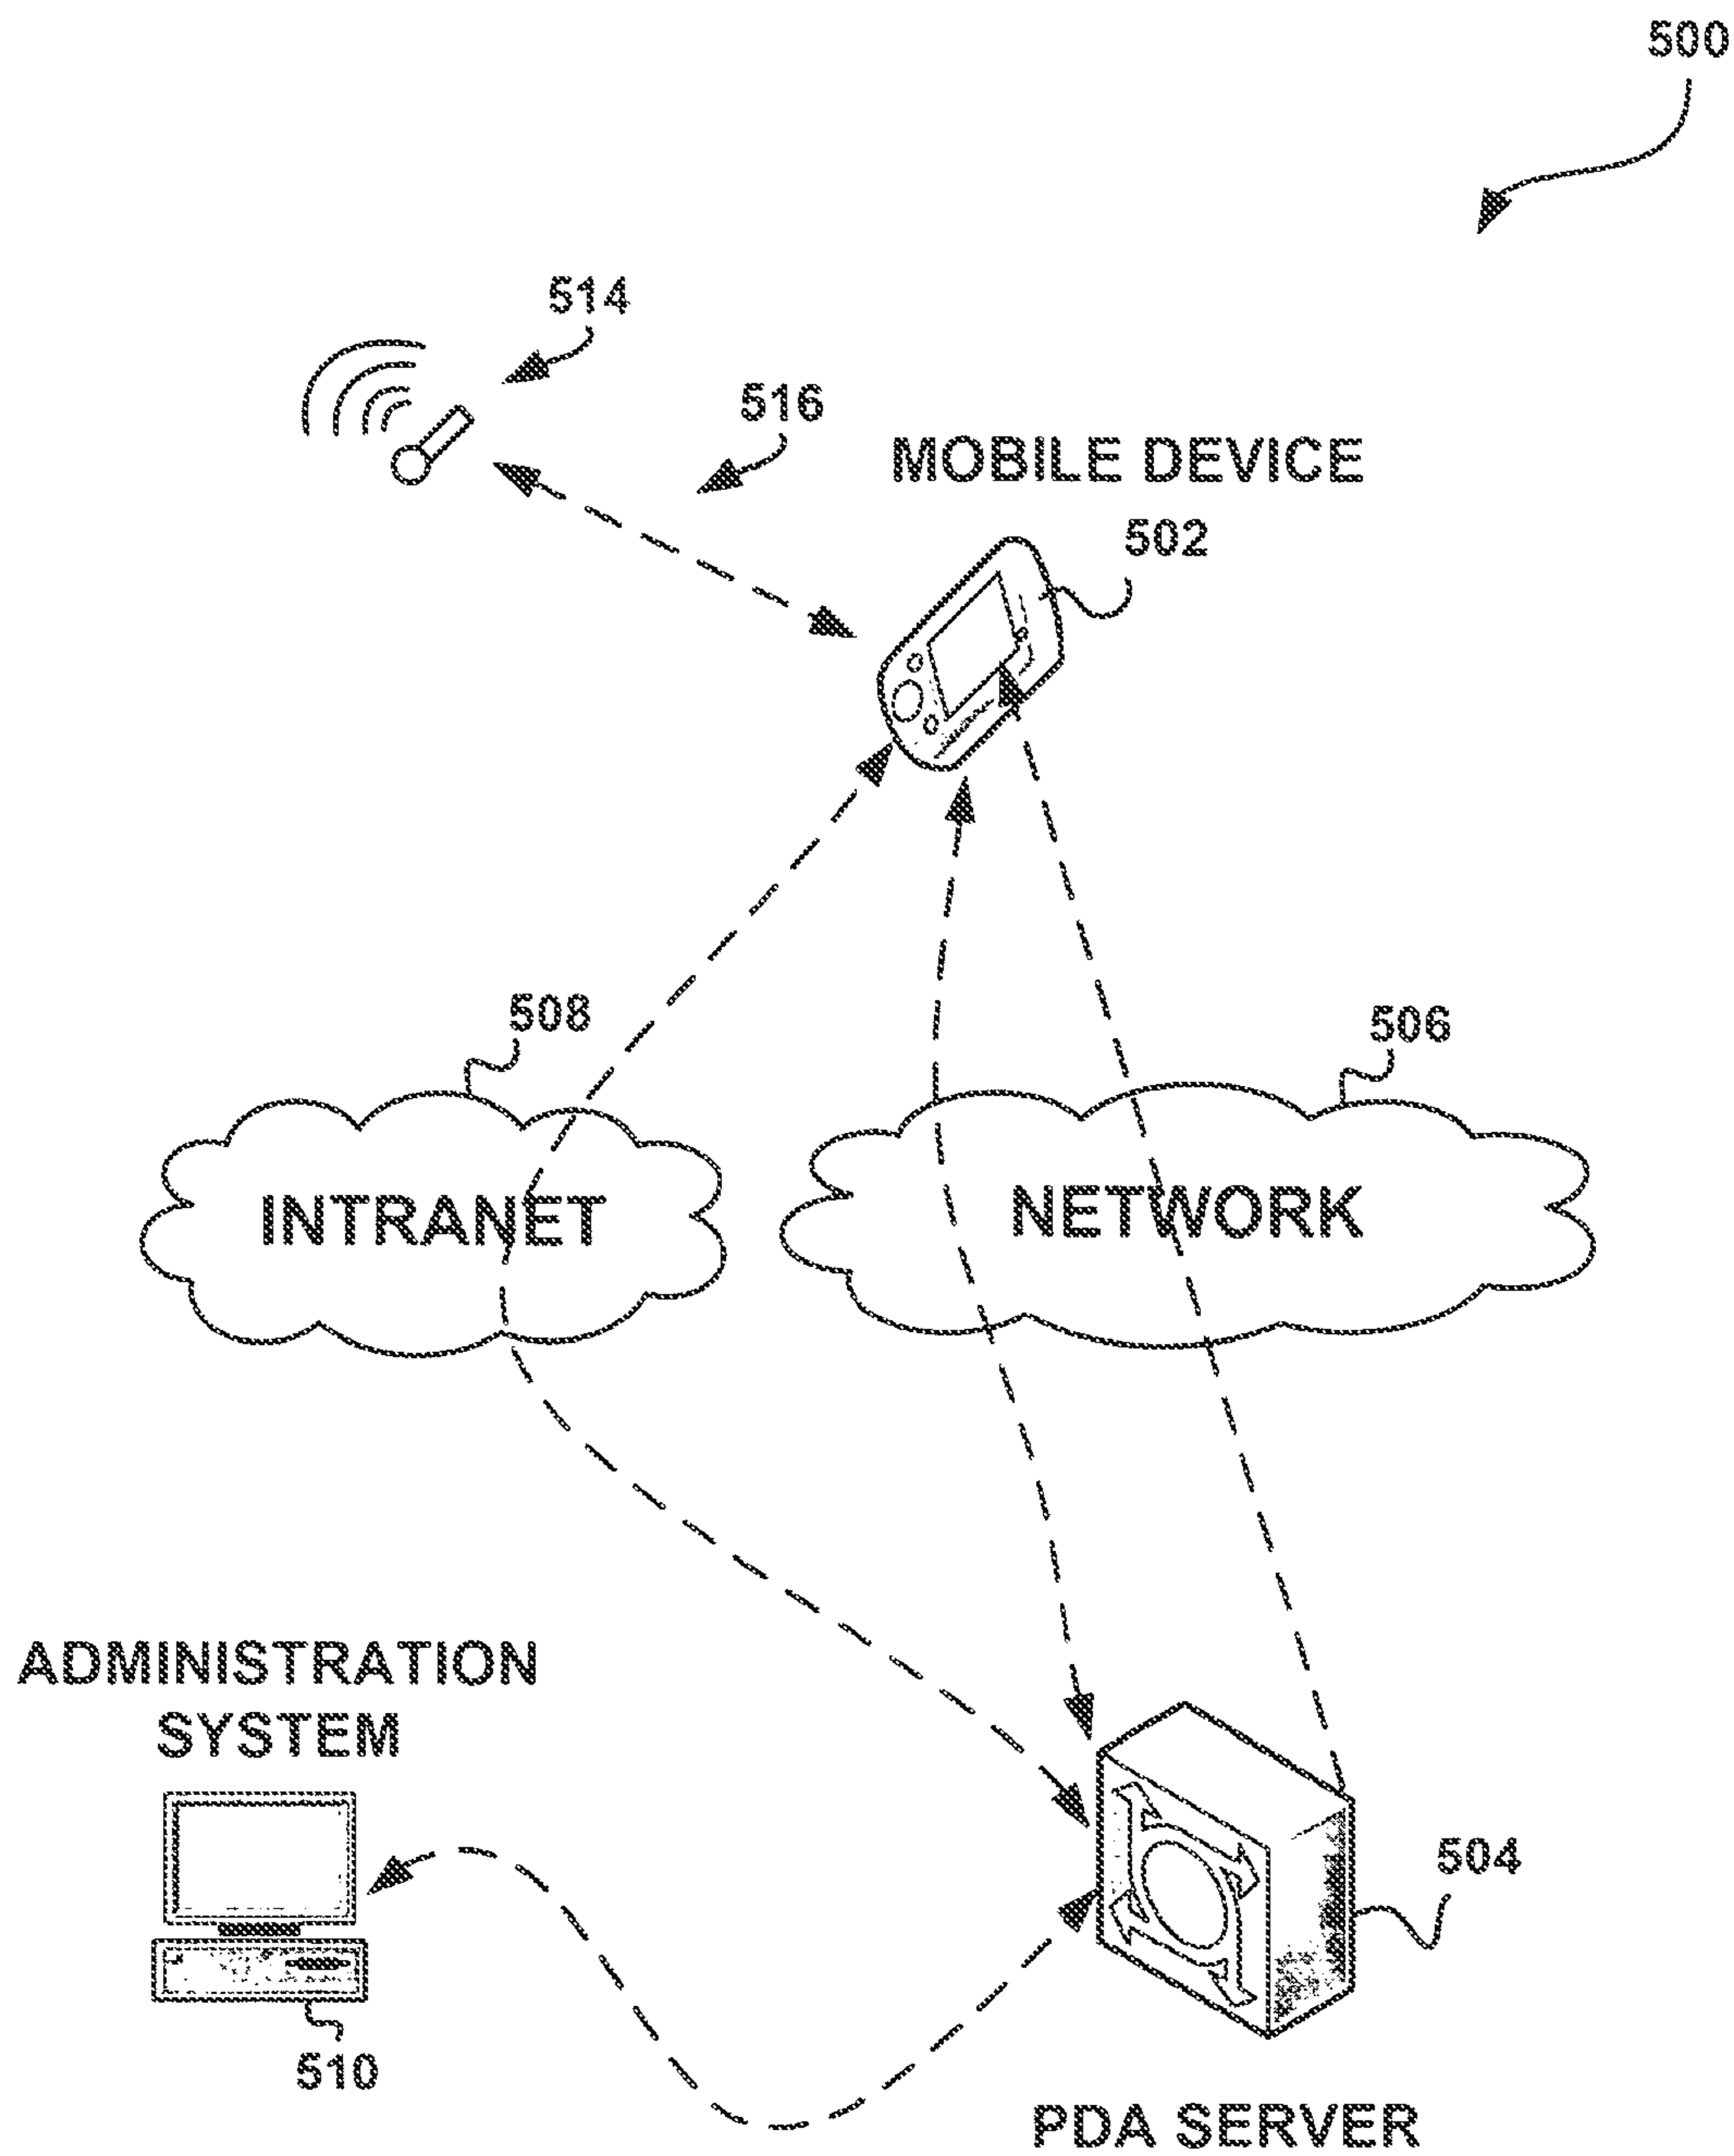 500
514
516
MOBILE DEVICE
502
508
506
INTRANET
NETWORK
ADMINISTRATION
SYSTEM
504
510
PDA SERVER